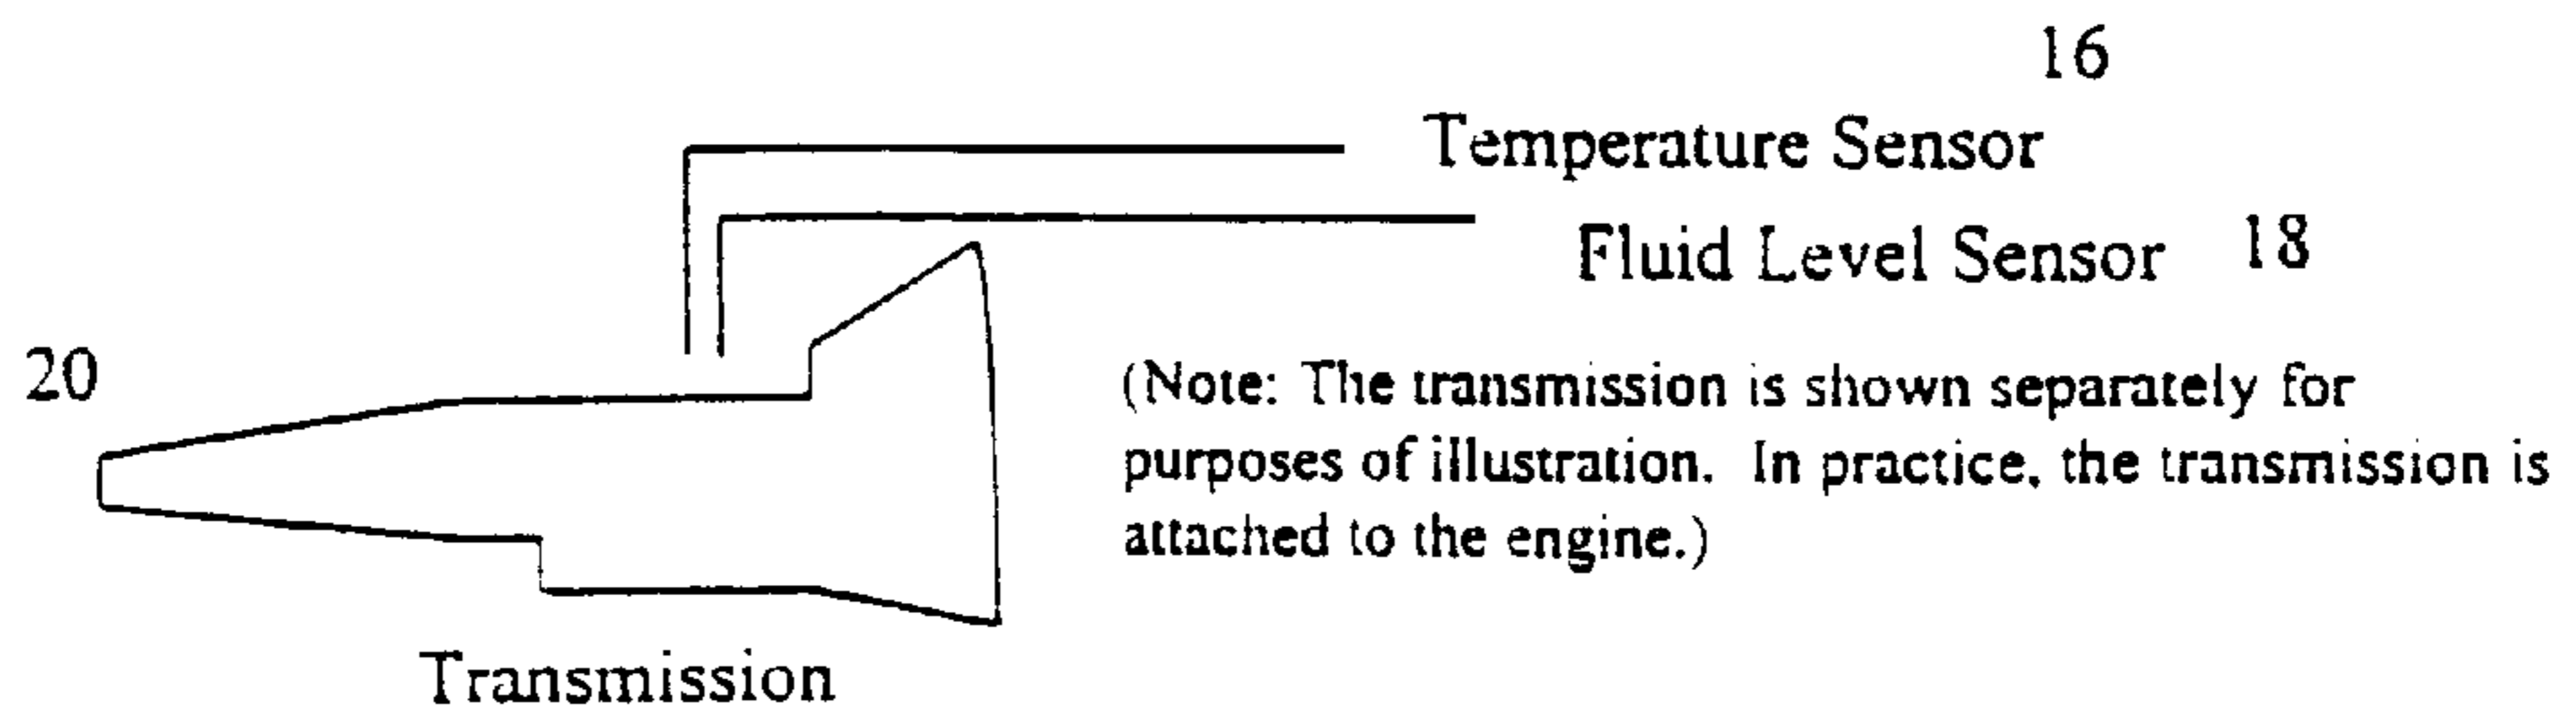 16
Temperature Sensor
Fluid Level Sensor 18
20
(Note: The transmission is shown separately for
purposes of illustration. In practice, the transmission is
attached to the engine.)
Transmission